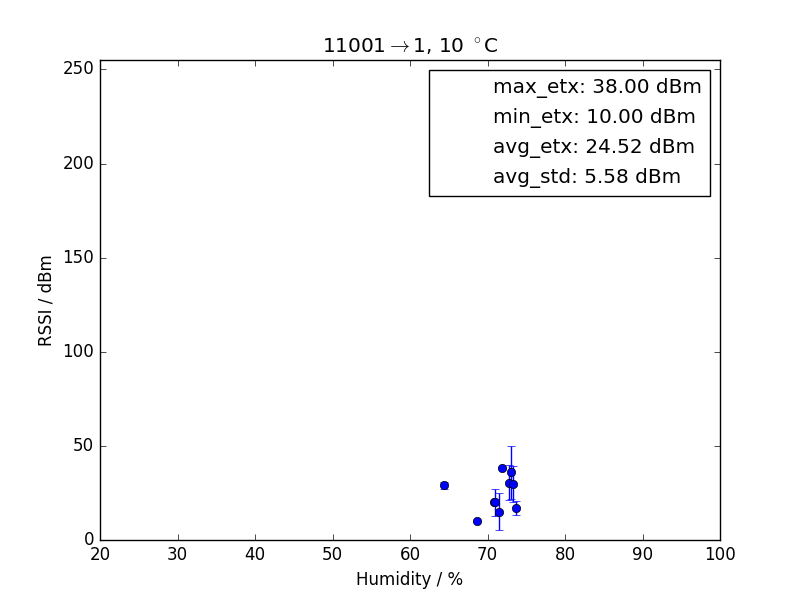 11001→1, 10 °C
max_etx: 38.00 dBm
min_etx: 10.00 dBm
avg_etx: 24.52 dBm
avg_std: 5.58 dBm
RSSI / dBm
250
200
150
100
50
0
20 30 40 50 60 70 80 90 100
Humidity / %